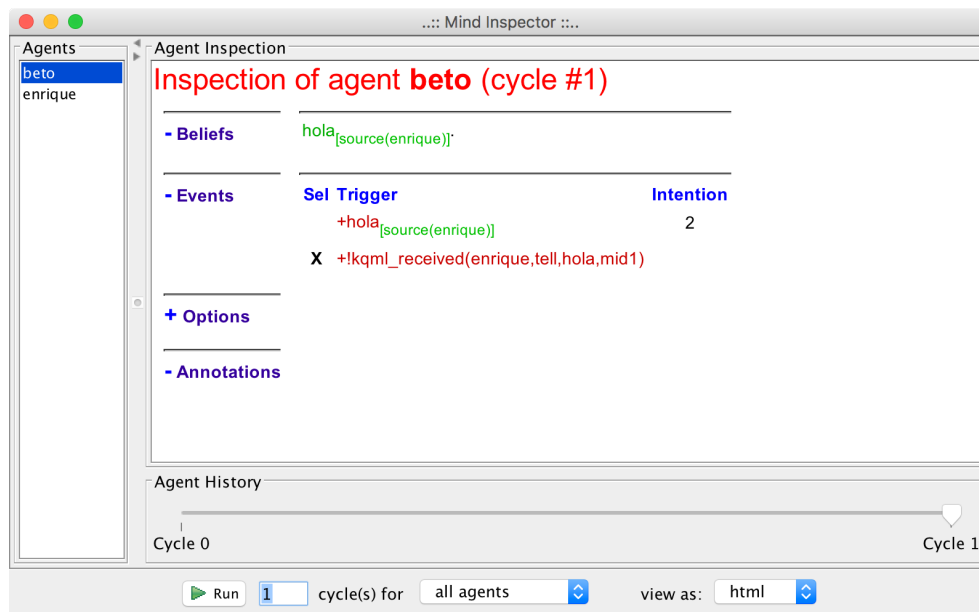 ..:: Mind Inspector ::..
Agents
beto
enrique
Agent Inspection
Inspection of agent beto (cycle #1)
- Beliefs hola[source(enrique)].
- Events Sel Trigger Intention
+hola[source(enrique)] 2
X +!kqml_received(enrique,tell,hola,mid1)
+ Options
- Annotations
Agent History
Cycle 0 Cycle 1
Run 1 cycle(s) for all agents view as: html